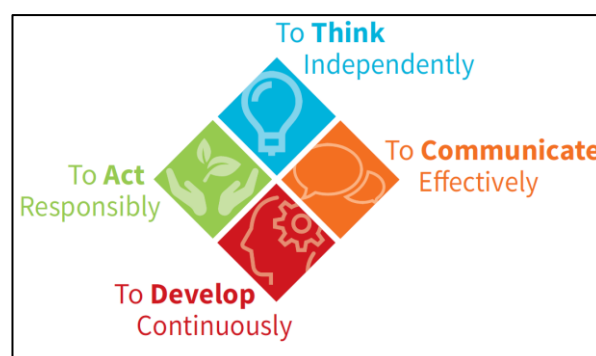 To Think
Independently
To Communicate
Effectively
To Act
Responsibly
To Develop
Continuously